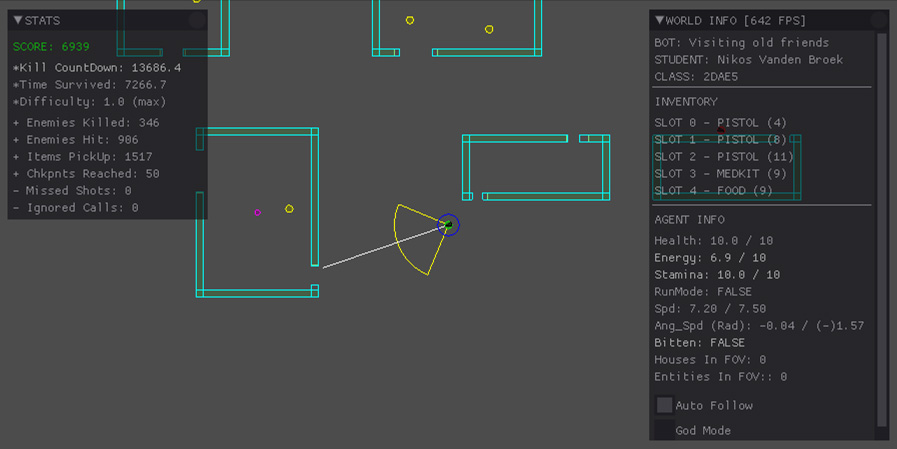 STATS
SCORE: 6939
*Kill CountDown: 13686.4
*Time Survived: 7266.7
*Difficulty: 1.0 (max)
+ Enemies Killed: 346
+ Enemies Hit: 906
+ Items PickUp: 1517
+ Chkpnts Reached: 50
- Missed Shots: 0
- Ignored Calls: 0
WORLD INFO [642 FPS]
BOT: Visiting old friends
STUDENT: Nikos Vanden Broek
CLASS: 2DAE5
INVENTORY
SLOT 0 - PISTOL (4)
SLOT 1 - PISTOL (8)
SLOT 2 - PISTOL (11)
SLOT 3 - MEDKIT (9)
SLOT 4 - FOOD (9)
AGENT INFO
Health: 10.0 / 10
Energy: 6.9 / 10
Stamina: 10.0 / 10
RunMode: FALSE
Spd: 7.20 / 7.50
Ang_Spd (Rad): -0.04 / (-)1.57
Bitten: FALSE
Houses In FOV: 0
Entities In FOV:: 0
Auto Follow
God Mode